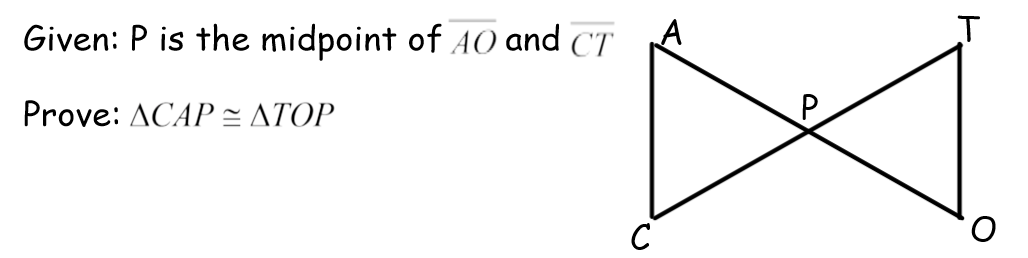 Given: P is the midpoint of AO and CT
Prove: ΔCAP ≅ ΔTOP
A
T
P
C
O